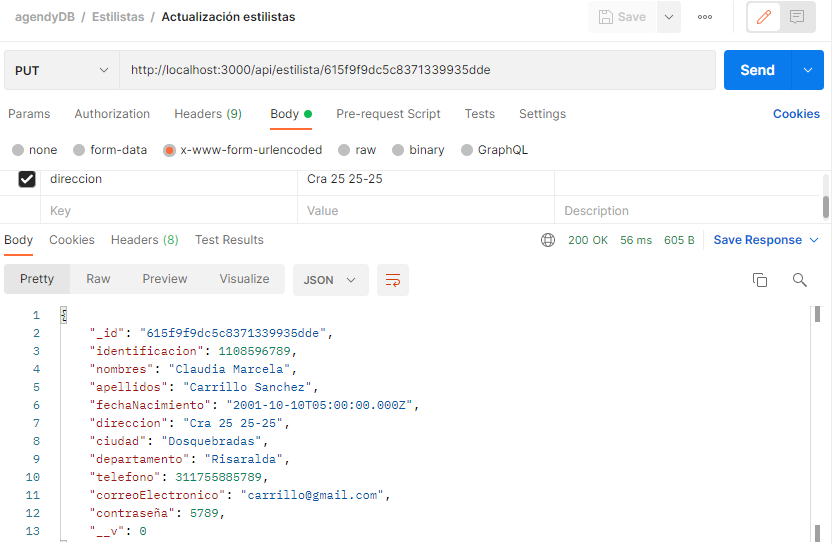 agendyDB / Estilistas / Actualización estilistas
Save
PUT
http://localhost:3000/api/estilista/615f9f9dc5c8371339935dde
Send
Params Authorization Headers (9) Body Pre-request Script Tests Settings Cookies
none form-data x-www-form-urlencoded raw binary GraphQL
direccion Cra 25 25-25
Key Value Description
Body Cookies Headers (8) Test Results 200 OK 56 ms 605 B Save Response
Pretty Raw Preview Visualize JSON
1 {
2 "_id": "615f9f9dc5c8371339935dde",
3 "identificacion": 1108596789,
4 "nombres": "Claudia Marcela",
5 "apellidos": "Carrillo Sanchez",
6 "fechaNacimiento": "2001-10-10T05:00:00.000Z",
7 "direccion": "Cra 25 25-25",
8 "ciudad": "Dosquebradas",
9 "departamento": "Risaralda",
10 "telefono": 311755885789,
11 "correoElectronico": "carrillo@gmail.com",
12 "contraseña": 5789,
13 "__v": 0